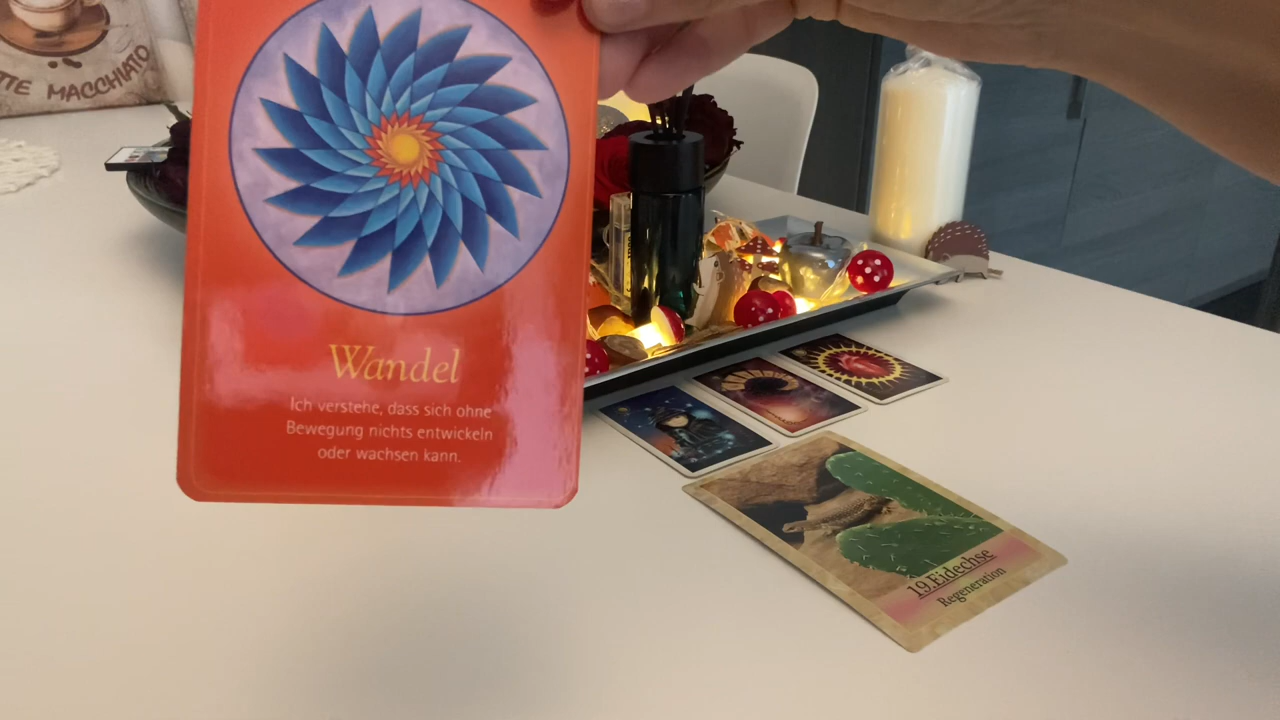 TTE MACCHIATO
Wandel
Ich verstehe, dass sich ohne
Bewegung nichts entwickeln
oder wachsen kann.
19.Eidechse
Regeneration